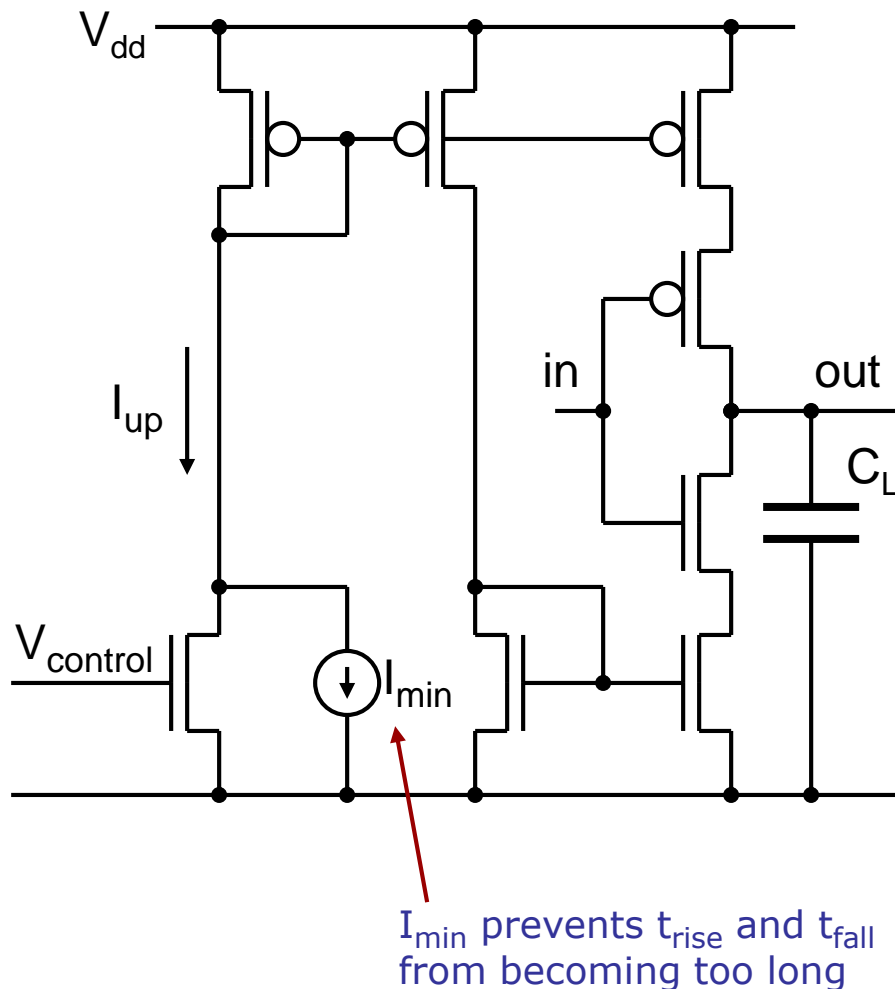 Vdd
in
out
Iup
CL
Vcontrol
Imin
Imin prevents trise and tfall
from becoming too long